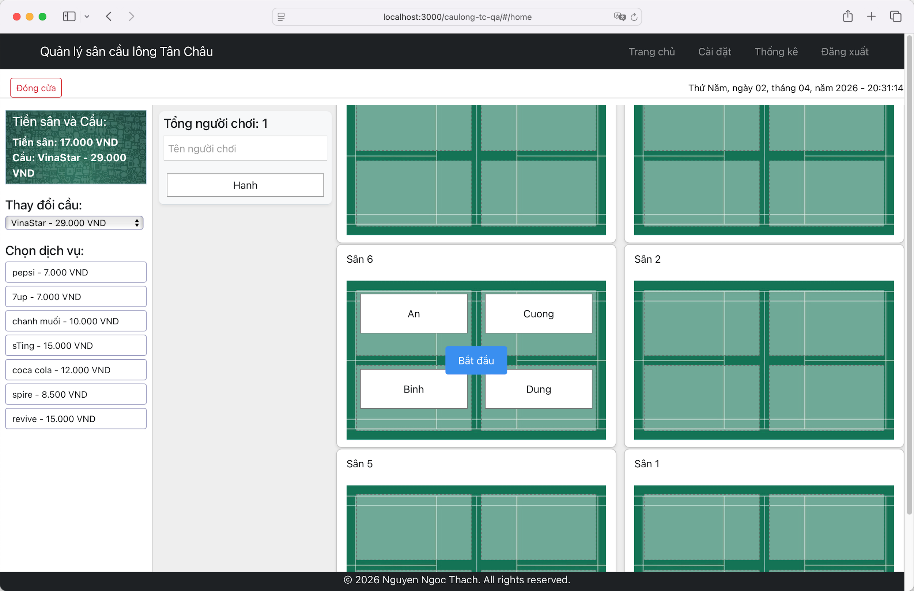 localhost:3000/caulong-tc-qa/#/home
Quản lý sân cầu lông Tân Châu
Trang chủ
Cài đặt
Thống kê
Đăng xuất
Đóng cửa
Thứ Năm, ngày 02, tháng 04, năm 2026 - 20:31:14
Tiền sân và Cầu:
Tiền sân: 17.000 VND
Cầu: VinaStar - 29.000
VND
Thay đổi cầu:
VinaStar - 29.000 VND
Chọn dịch vụ:
pepsi - 7.000 VND
7up - 7.000 VND
chanh muối - 10.000 VND
sTing - 15.000 VND
coca cola - 12.000 VND
spire - 8.500 VND
revive - 15.000 VND
Tổng người chơi: 1
Tên người chơi
Hanh
Sân 6
An
Cuong
Bắt đầu
Binh
Dung
Sân 2
Sân 5
Sân 1
© 2026 Nguyen Ngoc Thach. All rights reserved.